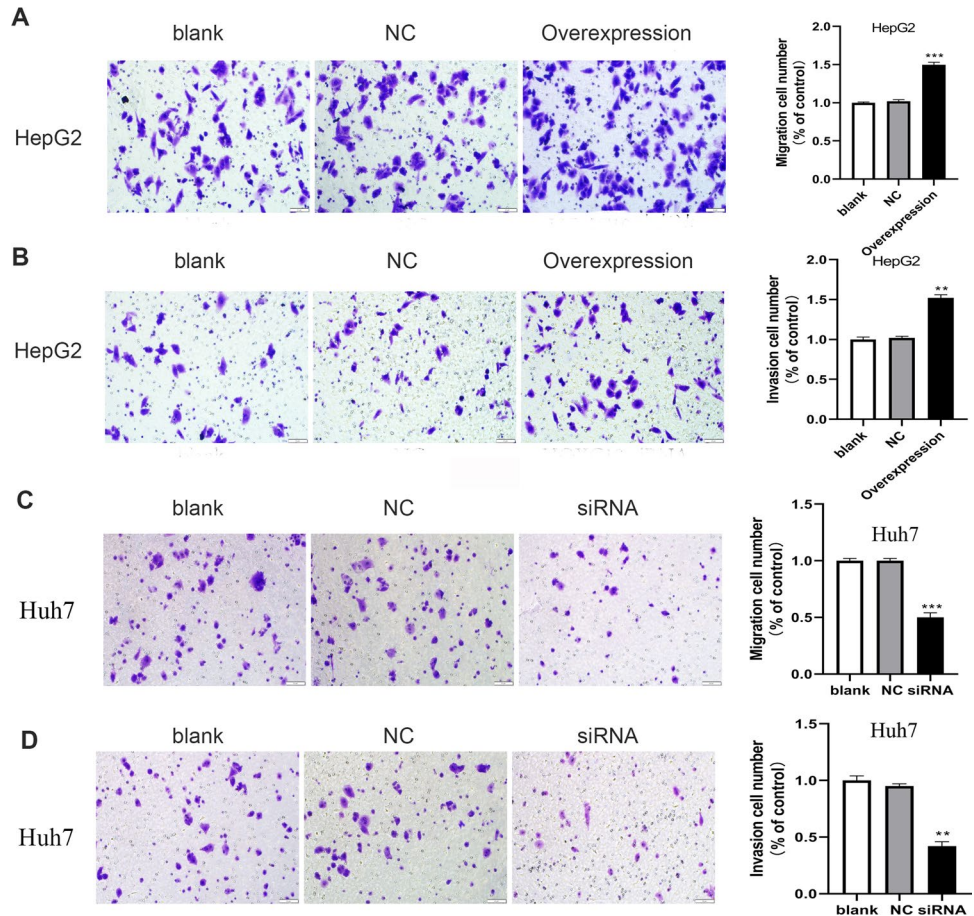 A
blank NC Overexpression
HepG2
HepG2
Migration cell number
(% of control)
2.0
1.5
1.0
0.5
0.0
***
blank NC Overexpression
B
blank NC Overexpression
HepG2
HepG2
Invasion cell number
(% of control)
2.0
1.5
1.0
0.5
0.0
**
blank NC Overexpression
C
blank NC siRNA
Huh7
Huh7
Migration cell number
(% of control)
1.5
1.0
0.5
0.0
***
blank NC siRNA
D
blank NC siRNA
Huh7
Huh7
Invasion cell number
(% of control)
1.5
1.0
0.5
0.0
**
blank NC siRNA